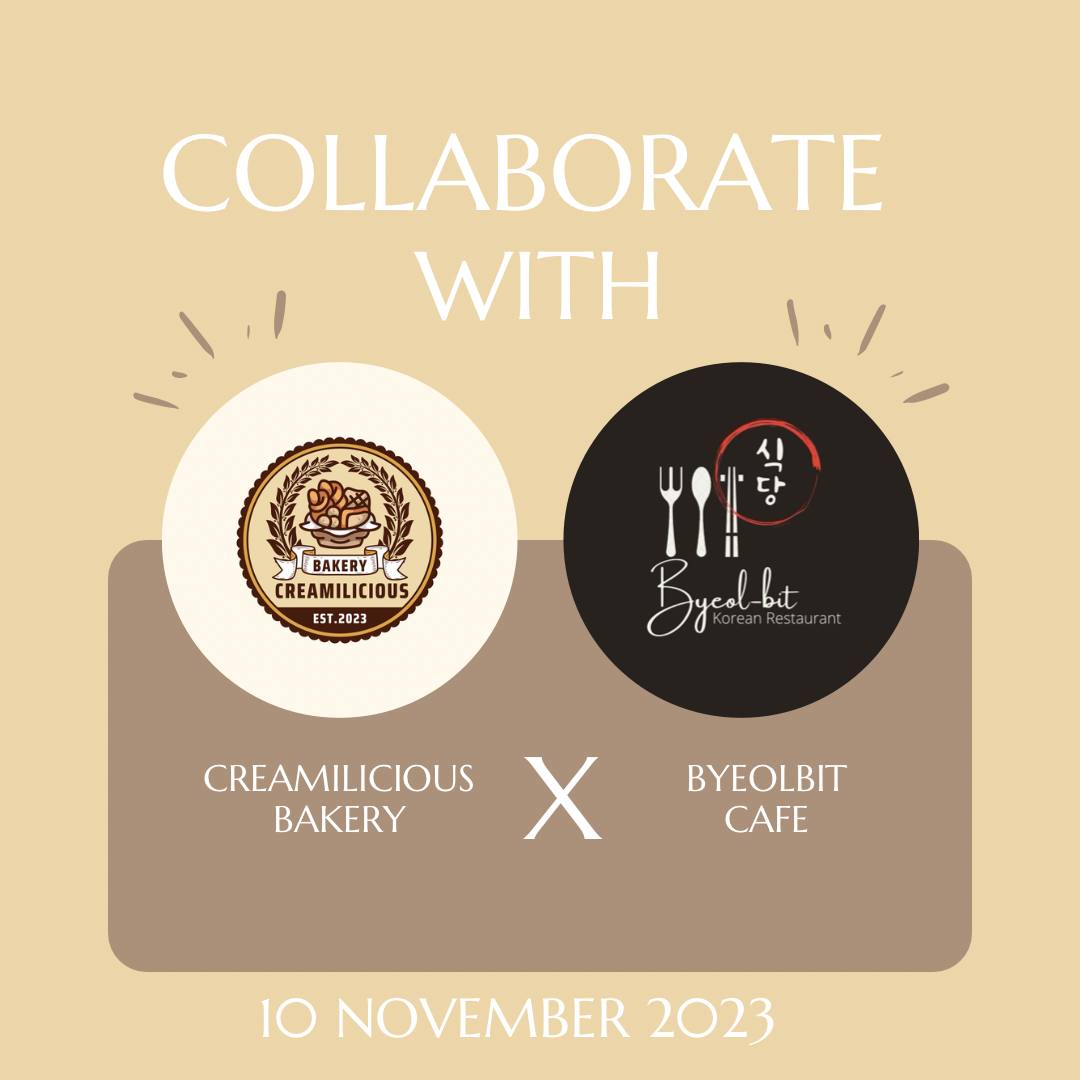 COLLABORATE
WITH
BAKERY
CREAMILICIOUS
EST.2023
식
당
Byeol-bit
Korean Restaurant
CREAMILICIOUS
BAKERY
X
BYEOLBIT
CAFE
10 NOVEMBER 2023